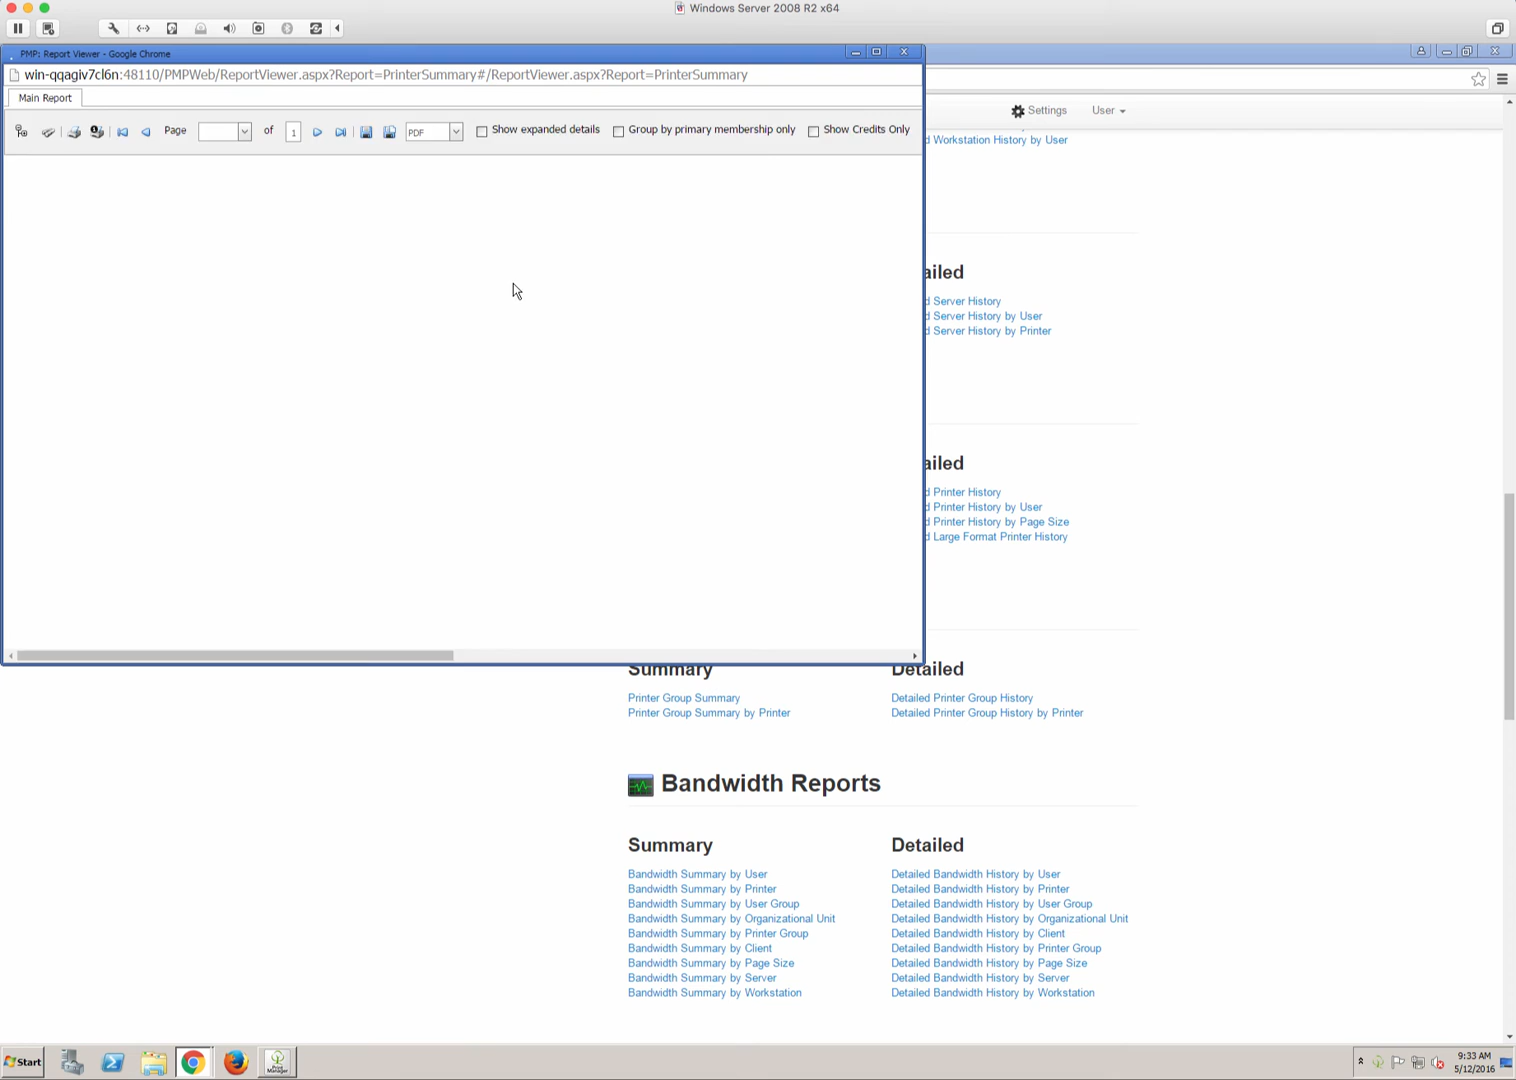 Windows Server 2008 R2 x64
PMP: Report Viewer - Google Chrome
win-qqagiv7cl6n:48110/PMPWeb/ReportViewer.aspx?Report=PrinterSummary#/ReportViewer.aspx?Report=PrinterSummary
Main Report
Page of 1 PDF Show expanded details Group by primary membership only Show Credits Only
Settings User
d Workstation History by User
ailed
d Server History
d Server History by User
d Server History by Printer
ailed
d Printer History
d Printer History by User
d Printer History by Page Size
d Large Format Printer History
Summary Detailed
Printer Group Summary Detailed Printer Group History
Printer Group Summary by Printer Detailed Printer Group History by Printer
Bandwidth Reports
Summary Detailed
Bandwidth Summary by User Detailed Bandwidth History by User
Bandwidth Summary by Printer Detailed Bandwidth History by Printer
Bandwidth Summary by User Group Detailed Bandwidth History by User Group
Bandwidth Summary by Organizational Unit Detailed Bandwidth History by Organizational Unit
Bandwidth Summary by Printer Group Detailed Bandwidth History by Client
Bandwidth Summary by Client Detailed Bandwidth History by Printer Group
Bandwidth Summary by Page Size Detailed Bandwidth History by Page Size
Bandwidth Summary by Server Detailed Bandwidth History by Server
Bandwidth Summary by Workstation Detailed Bandwidth History by Workstation
Start 9:33 AM
5/12/2016